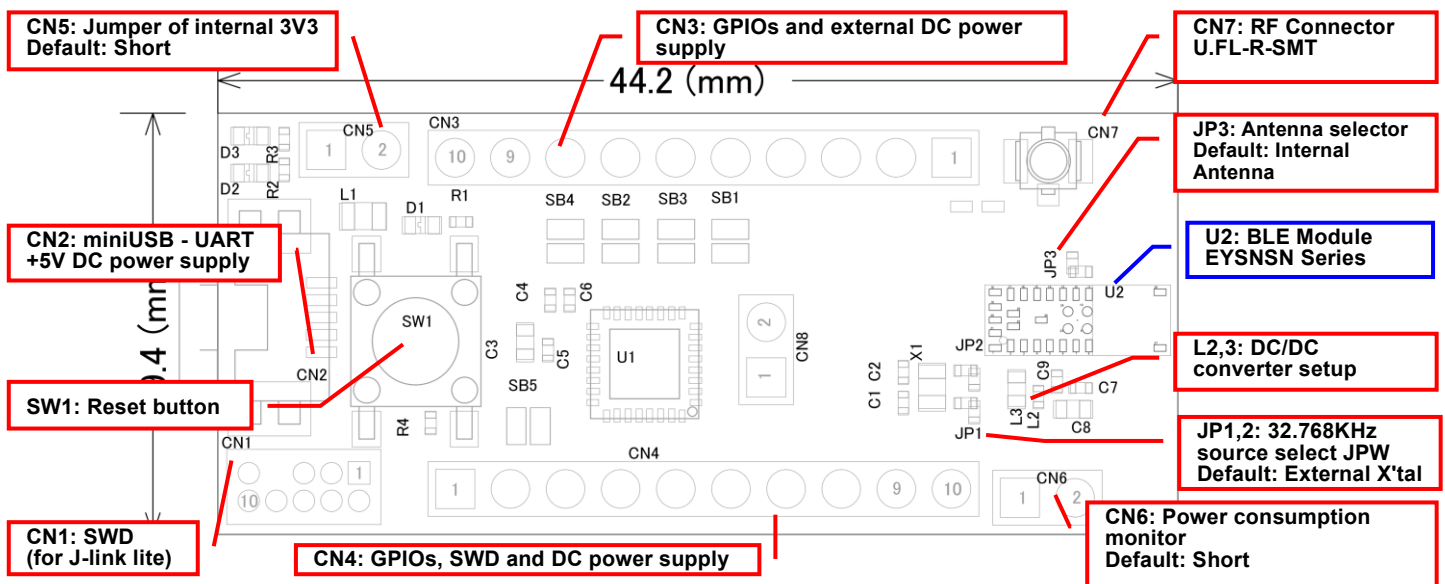 CN5: Jumper of internal 3V3
Default: Short
CN3: GPIOs and external DC power
supply
CN7: RF Connector
U.FL-R-SMT
44.2 (mm)
JP3: Antenna selector
Default: Internal
Antenna
CN5
1
2
CN3
10
9
1
CN7
D3
R3
D2
R2
L1
D1
R1
SB4
SB2
SB3
SB1
CN2: miniUSB - UART
+5V DC power supply
U2: BLE Module
EYSNSN Series
JP3
U2
9.4 (mm
C4
C6
SW1
C3
C5
U1
2
1
CN8
CN2
SB5
X1
C2
C1
JP2
C9
C7
L3
L2
C8
JP1
L2,3: DC/DC
converter setup
SW1: Reset button
R4
JP1,2: 32.768KHz
source select JPW
Default: External X'tal
CN1
1
10
CN4
1
9
10
CN6
1
2
CN1: SWD
(for J-link lite)
CN4: GPIOs, SWD and DC power supply
CN6: Power consumption
monitor
Default: Short